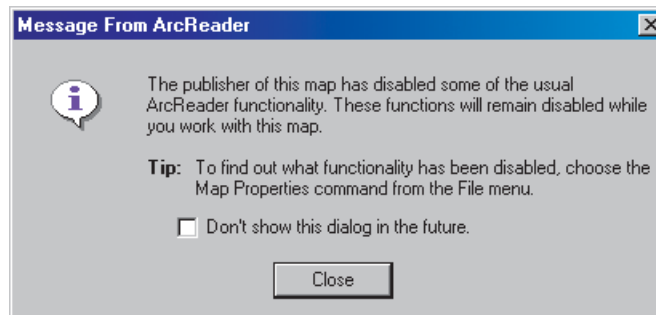 Message From ArcReader
The publisher of this map has disabled some of the usual
ArcReader functionality. These functions will remain disabled while
you work with this map.
Tip: To find out what functionality has been disabled, choose the
Map Properties command from the File menu.
Don't show this dialog in the future.
Close